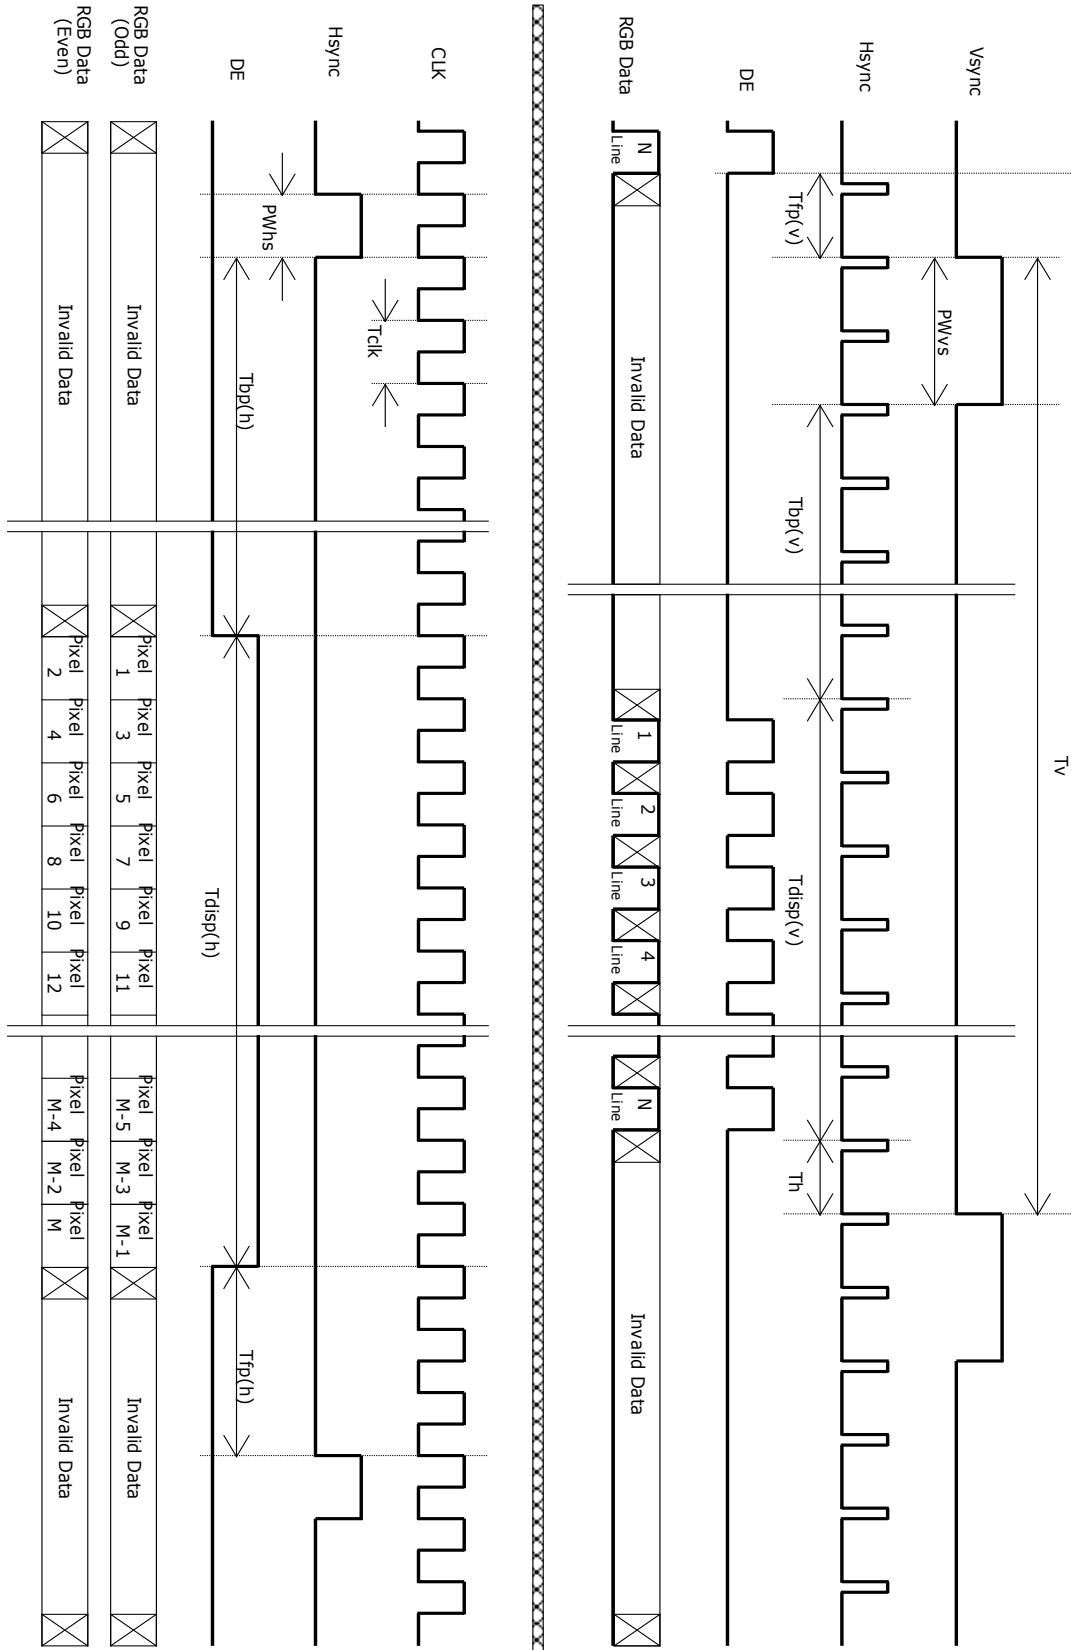 Tv
Vsync
PWvs
Hsync
Tfp(v)
Tbp(v)
Tdisp(v)
Th
DE
RGB Data
Line
N
Invalid Data
Line
1
Line
2
Line
3
Line
4
Line
N
Invalid Data
CLK
Tclk
Hsync
PWhs
DE
Tbp(h)
Tdisp(h)
Tfp(h)
RGB Data
(Odd)
Invalid Data
Pixel
1
Pixel
3
Pixel
5
Pixel
7
Pixel
9
Pixel
11
Pixel
M-5
Pixel
M-3
Pixel
M-1
Invalid Data
RGB Data
(Even)
Invalid Data
Pixel
2
Pixel
4
Pixel
6
Pixel
8
Pixel
10
Pixel
12
Pixel
M-4
Pixel
M-2
Pixel
M
Invalid Data